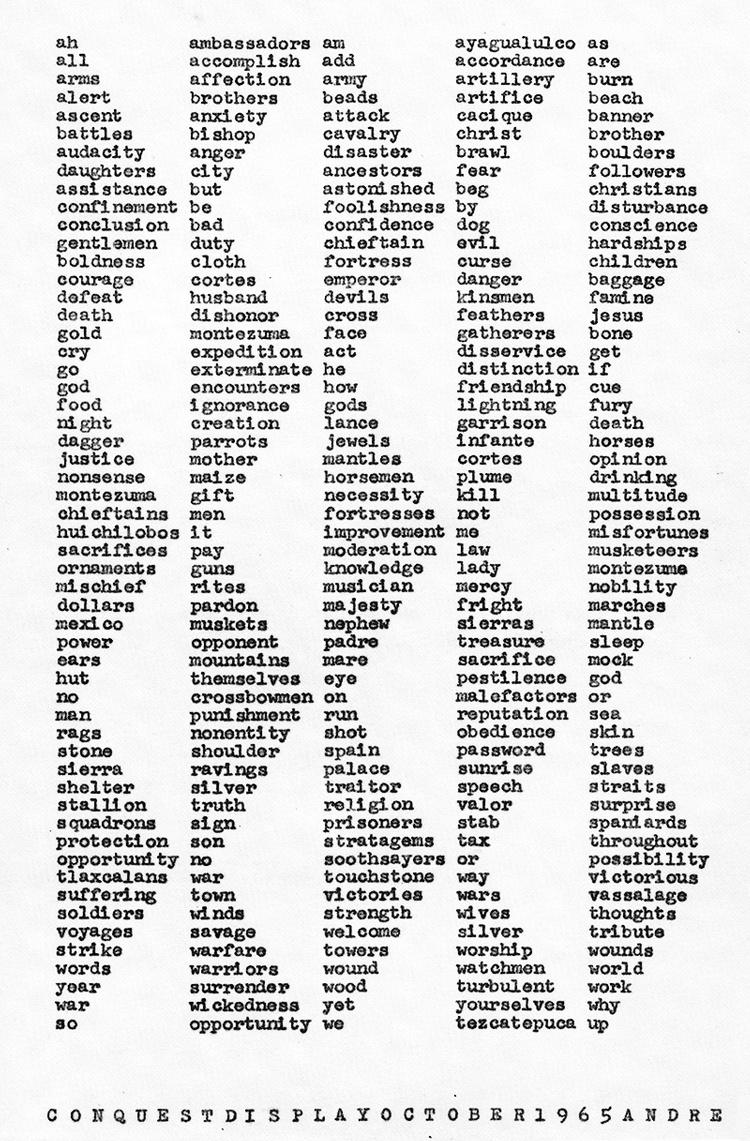 ah ambassadors am ayagualulco as
all accomplish add accordance are
arms affection army artillery burn
alert brothers beads artifice beach
ascent anxiety attack cacique banner
battles bishop cavalry christ brother
audacity anger disaster brawl boulders
daughters city ancestors fear followers
assistance but astonished beg christians
confinement be foolishness by disturbance
conclusion bad confidence dog conscience
gentlemen duty chieftain evil hardships
boldness cloth fortress curse children
courage cortes emperor danger baggage
defeat husband devils kinsmen famine
death dishonor cross feathers jesus
gold montezuma face gatherers bone
cry expedition act disservice get
go exterminate he distinction if
god encounters how friendship cue
food ignorance gods lightning fury
night creation lance garrison death
dagger parrots jewels infante horses
justice mother mantles cortes opinion
nonsense maize horsemen plume drinking
montezuma gift necessity kill multitude
chieftains men fortresses not possession
huichilobos it improvement me misfortunes
sacrifices pay moderation law musketeers
ornaments guns knowledge lady montezuma
mischief rites musician mercy nobility
dollars pardon majesty fright marches
mexico muskets nephew sierras mantle
power opponent padre treasure sleep
ears mountains mare sacrifice mock
hut themselves eye pestilence god
no crossbowmen on malefactors or
man punishment run reputation sea
rags nonentity shot obedience skin
stone shoulder spain password trees
sierra ravings palace sunrise slaves
shelter silver traitor speech straits
stallion truth religion valor surprise
squadrons sign prisoners stab spaniards
protection son stratagems tax throughout
opportunity no soothsayers or possibility
tlaxcalans war touchstone way victorious
suffering town victories wars vassalage
soldiers winds strength wives thoughts
voyages savage welcome silver tribute
strike warfare towers worship wounds
words warriors wound watchmen world
year surrender wood turbulent work
war wickedness yet yourselves why
so opportunity we tezcatepuca up
CONQUESTDISPLAYOCTOBER1965ANDRE